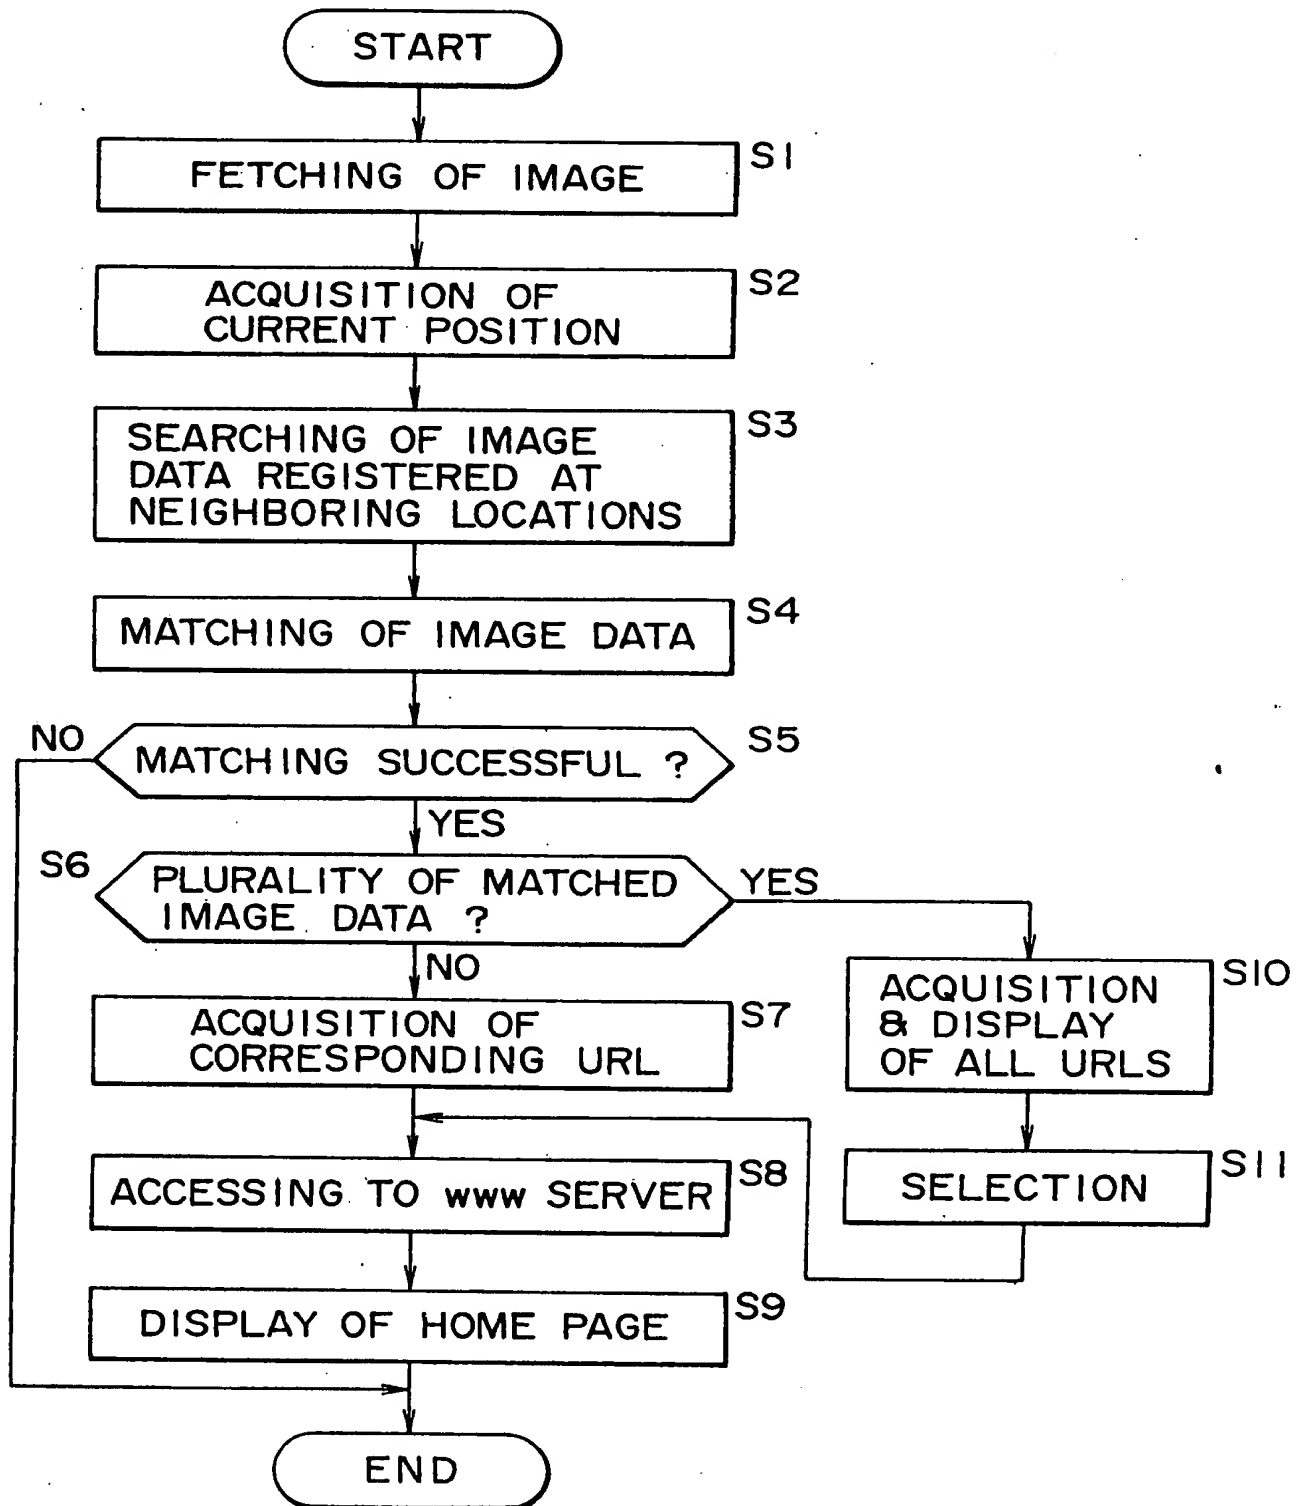 START
FETCHING OF IMAGE
S1
ACQUISITION OF
CURRENT POSITION
S2
SEARCHING OF IMAGE
DATA REGISTERED AT
NEIGHBORING LOCATIONS
S3
MATCHING OF IMAGE DATA
S4
NO
MATCHING SUCCESSFUL ?
S5
YES
S6
PLURALITY OF MATCHED
IMAGE DATA ?
YES
NO
ACQUISITION OF
CORRESPONDING URL
S7
ACQUISITION
& DISPLAY
OF ALL URLS
S10
ACCESSING TO WWW SERVER
S8
SELECTION
S11
DISPLAY OF HOME PAGE
S9
END